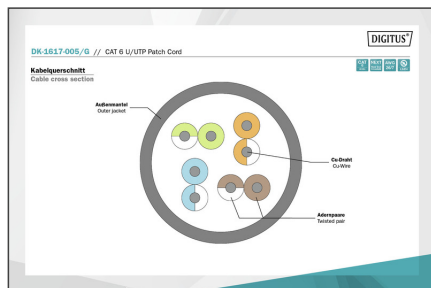 DIGITUS®
DK-1617-005/G // CAT 6 U/UTP Patch Cord
Kabelquerschnitt
Cable cross section
Außenmantel
Outer jacket
Cu-Draht
Cu-Wire
Adernpaare
Twisted pair